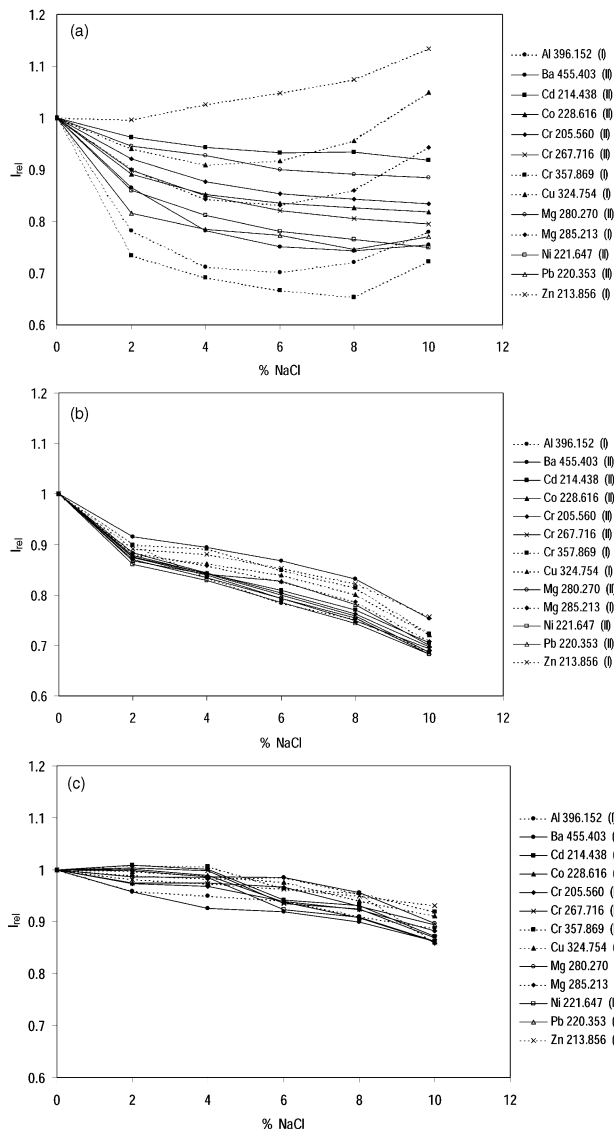 (a)
1.2
1.1
1
0.9
0.8
0.7
0.6
I rel
0
2
4
6
8
10
12
% NaCl
Al 396.152 (I)
Ba 455.403 (II)
Cd 214.438 (II)
Co 228.616 (II)
Cr 205.560 (II)
Cr 267.716 (II)
Cr 357.869 (I)
Cu 324.754 (I)
Mg 280.270 (II)
Mg 285.213 (I)
Ni 221.647 (II)
Pb 220.353 (II)
Zn 213.856 (I)
(b)
1.2
1.1
1
0.9
0.8
0.7
0.6
I rel
0
2
4
6
8
10
12
% NaCl
Al 396.152 (I)
Ba 455.403 (II)
Cd 214.438 (II)
Co 228.616 (II)
Cr 205.560 (II)
Cr 267.716 (II)
Cr 357.869 (I)
Cu 324.754 (I)
Mg 280.270 (II)
Mg 285.213 (I)
Ni 221.647 (II)
Pb 220.353 (II)
Zn 213.856 (I)
(c)
1.2
1.1
1
0.9
0.8
0.7
0.6
I rel
0
2
4
6
8
10
12
% NaCl
Al 396.152
Ba 455.403
Cd 214.438
Co 228.616
Cr 205.560
Cr 267.716
Cr 357.869
Cu 324.754
Mg 280.270
Mg 285.213
Ni 221.647
Pb 220.353
Zn 213.856